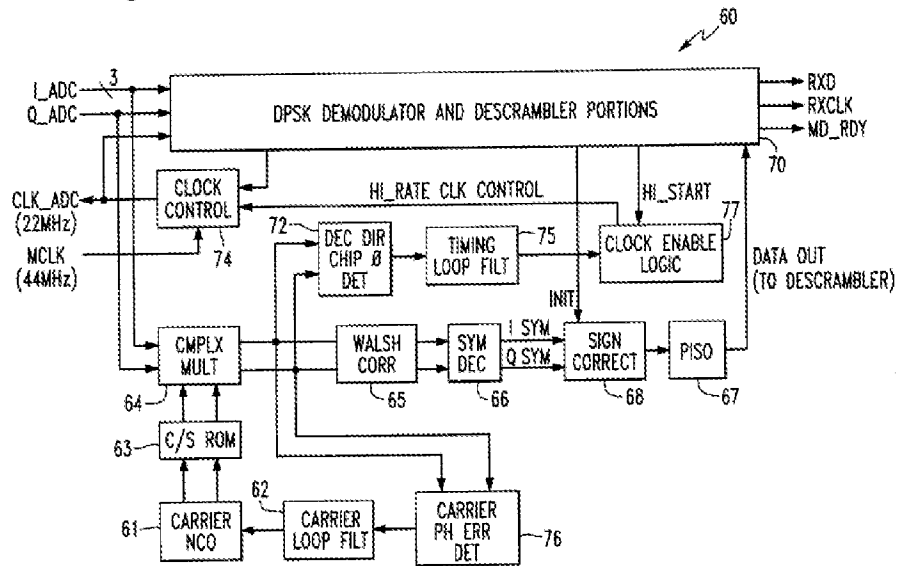 60
I_ADC
3
Q_ADC
DPSK DEMODULATOR AND DESCRAMBLER PORTIONS
RXD
RXCLK
MD_RDY
70
CLK_ADC
(22MHz)
MCLK
(44MHz)
CLOCK
CONTROL
74
HI_RATE CLK CONTROL
HI_START
72
DEC DIR
CHIP Ø
DET
75
TIMING
LOOP FILT
77
CLOCK ENABLE
LOGIC
DATA OUT
(TO DESCRAMBLER)
INIT
CMPLX
MULT
64
WALSH
CORR
65
SYM
DEC
66
I SYM
Q SYM
SIGN
CORRECT
68
PISO
67
63
C/S ROM
61
CARRIER
NCO
62
CARRIER
LOOP FILT
CARRIER
PH ERR
DET
76